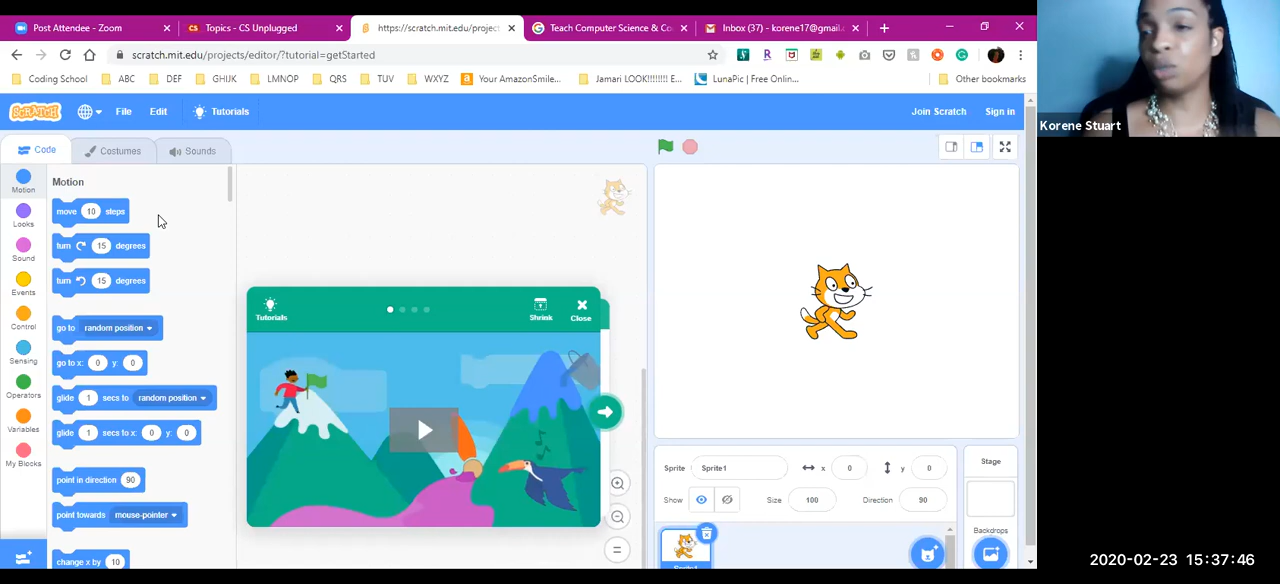 Post Attendee - Zoom
CS Topics - CS Unplugged
https://scratch.mit.edu/projec
Teach Computer Science & Co
Inbox (37) - korene17@gmail.c
scratch.mit.edu/projects/editor/?tutorial=getStarted
Coding School ABC DEF GHIJK LMNOP QRS TUV WXYZ Your AmazonSmile... Jamari LOOK!!!!!!!! E... LunaPic | Free Onlin... Other bookmarks
SCRATCH File Edit Tutorials Join Scratch Sign in
Korene Stuart
Code Costumes Sounds
Motion
Looks
Sound
Events
Control
Sensing
Operators
Variables
My Blocks
Motion
move 10 steps
turn 15 degrees
turn 15 degrees
go to random position
go to x: 0 y: 0
glide 1 secs to random position
glide 1 secs to x: 0 y: 0
point in direction 90
point towards mouse-pointer
change x by 10
Tutorials Shrink Close
Sprite Sprite1 x 0 y 0
Show Size 100 Direction 90
Sprite1
Stage
Backdrops
2020-02-23 15:37:46